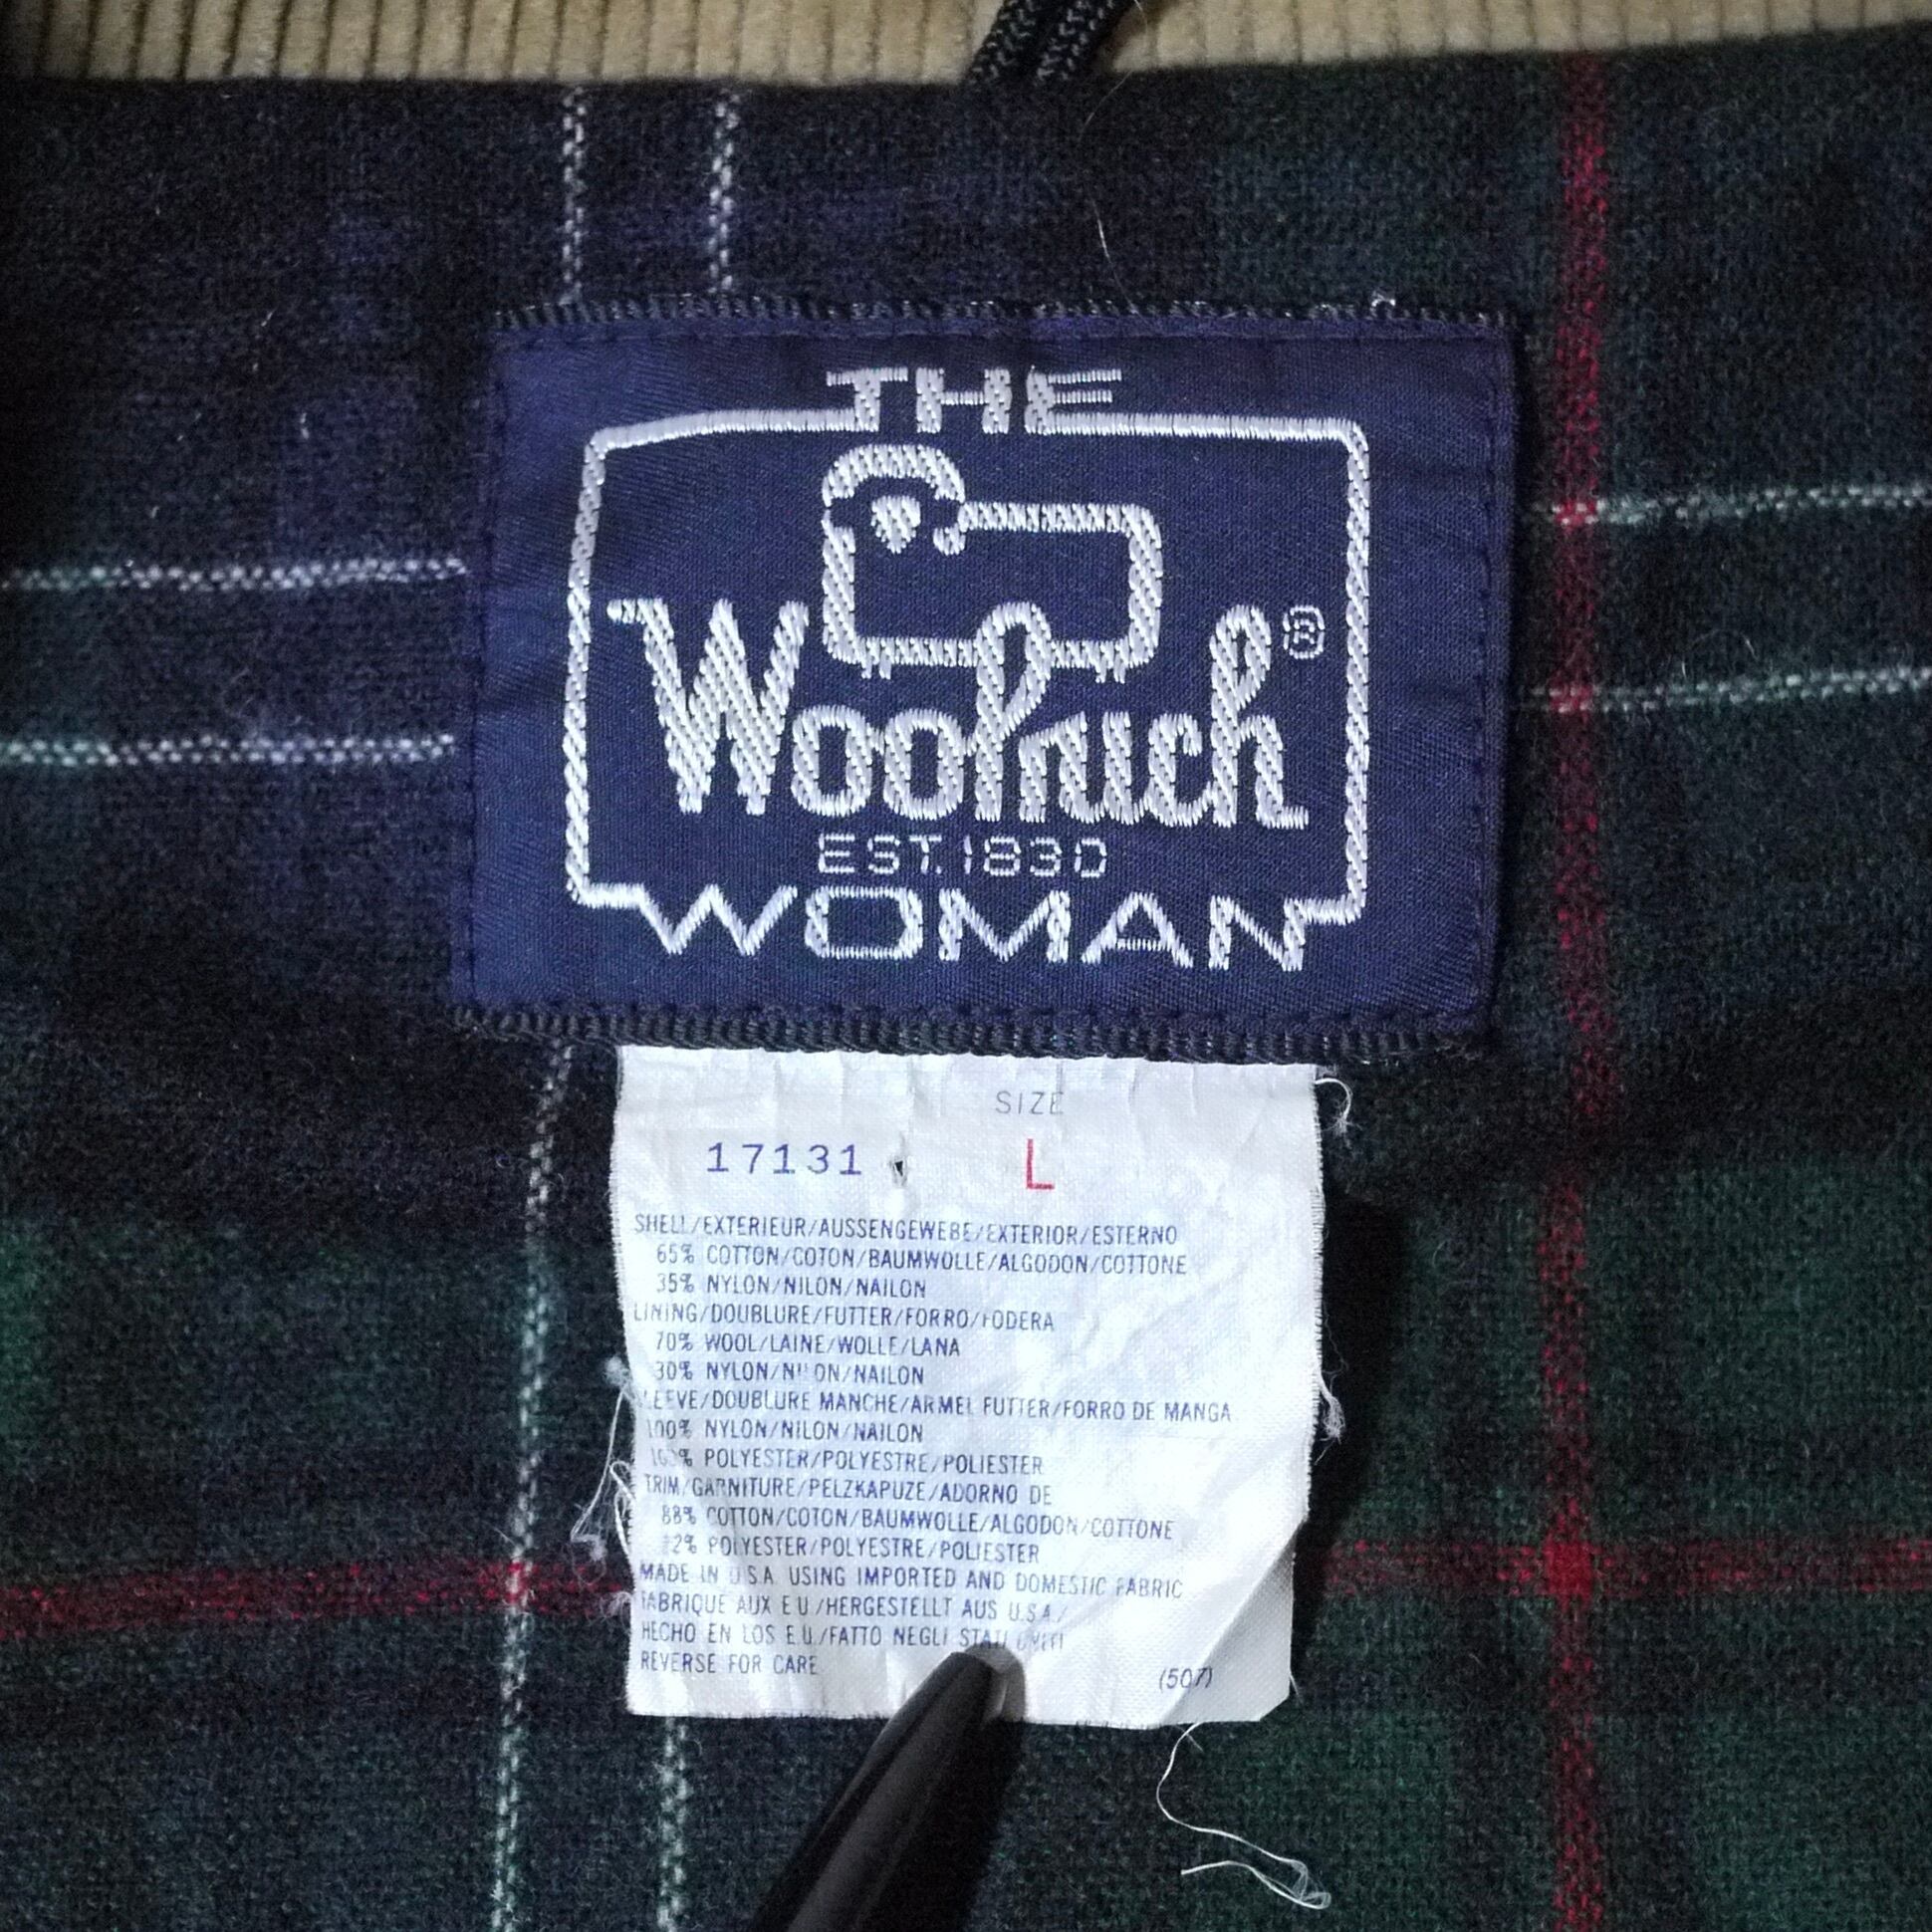 THE
Woolrich®
EST. 1830
WOMAN
SIZE
17131 L
SHELL/EXTERIEUR/AUSSENGEWEBE/EXTERIOR/ESTERNO
65% COTTON/COTON/BAUMWOLLE/ALGODON/COTTONE
35% NYLON/NILON/NAILON
LINING/DOUBLURE/FUTTER/FORRO/FODERA
70% WOOL/LAINE/WOLLE/LANA
30% NYLON/NILON/NAILON
LEEVE/DOUBLURE MANCHE/ARMEL FUTTER/FORRO DE MANGA
100% NYLON/NILON/NAILON
100% POLYESTER/POLYESTRE/POLIESTER
TRIM/GARNITURE/PELZKAPUZE/ADORNO DE
88% COTTON/COTON/BAUMWOLLE/ALGODON/COTTONE
12% POLYESTER/POLYESTRE/POLIESTER
MADE IN U.S.A. USING IMPORTED AND DOMESTIC FABRIC
FABRIQUE AUX E.U./HERGESTELLT AUS U.S.A./
HECHO EN LOS E.U./FATTO NEGLI STATI UNITI
REVERSE FOR CARE (507)